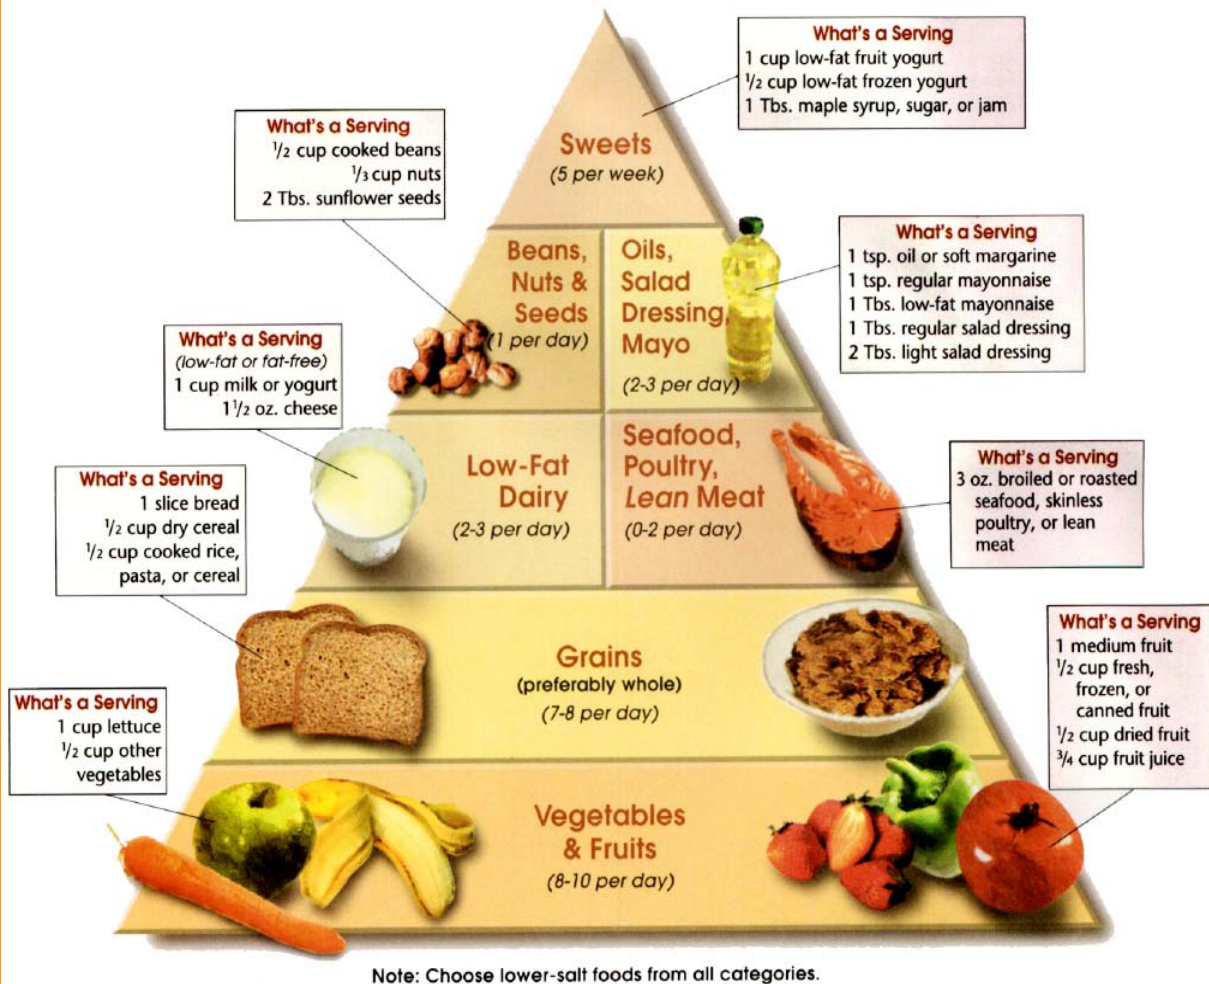 What's a Serving
1 cup low-fat fruit yogurt
1/2 cup low-fat frozen yogurt
1 Tbs. maple syrup, sugar, or jam
Sweets
(5 per week)
What's a Serving
1/2 cup cooked beans
1/3 cup nuts
2 Tbs. sunflower seeds
Beans,
Nuts &
Seeds
(1 per day)
Oils,
Salad
Dressing,
Mayo
(2-3 per day)
What's a Serving
1 tsp. oil or soft margarine
1 tsp. regular mayonnaise
1 Tbs. low-fat mayonnaise
1 Tbs. regular salad dressing
2 Tbs. light salad dressing
What's a Serving
(low-fat or fat-free)
1 cup milk or yogurt
1 1/2 oz. cheese
Low-Fat
Dairy
(2-3 per day)
Seafood,
Poultry,
Lean Meat
(0-2 per day)
What's a Serving
3 oz. broiled or roasted
seafood, skinless
poultry, or lean
meat
What's a Serving
1 slice bread
1/2 cup dry cereal
1/2 cup cooked rice,
pasta, or cereal
Grains
(preferably whole)
(7-8 per day)
What's a Serving
1 medium fruit
1/2 cup fresh,
frozen, or
canned fruit
1/2 cup dried fruit
3/4 cup fruit juice
What's a Serving
1 cup lettuce
1/2 cup other
vegetables
Vegetables
& Fruits
(8-10 per day)
Note: Choose lower-salt foods from all categories.